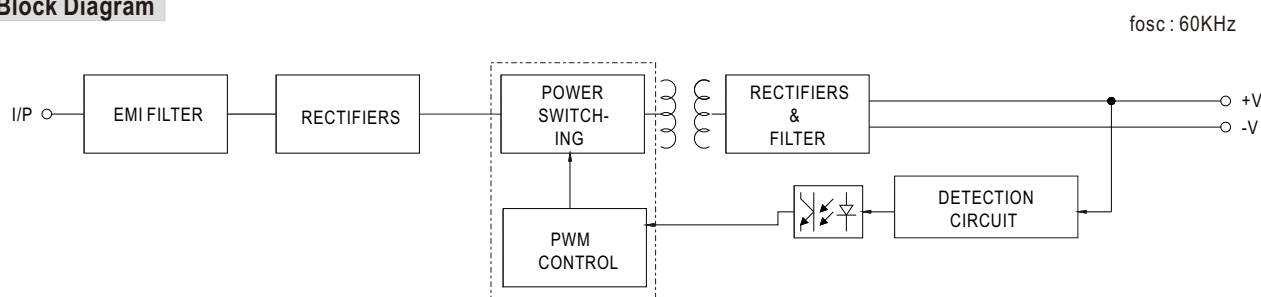 Block Diagram
fosc : 60KHz
I/P
EMI FILTER
RECTIFIERS
POWER
SWITCH-
ING
RECTIFIERS
&
FILTER
+V
-V
PWM
CONTROL
DETECTION
CIRCUIT